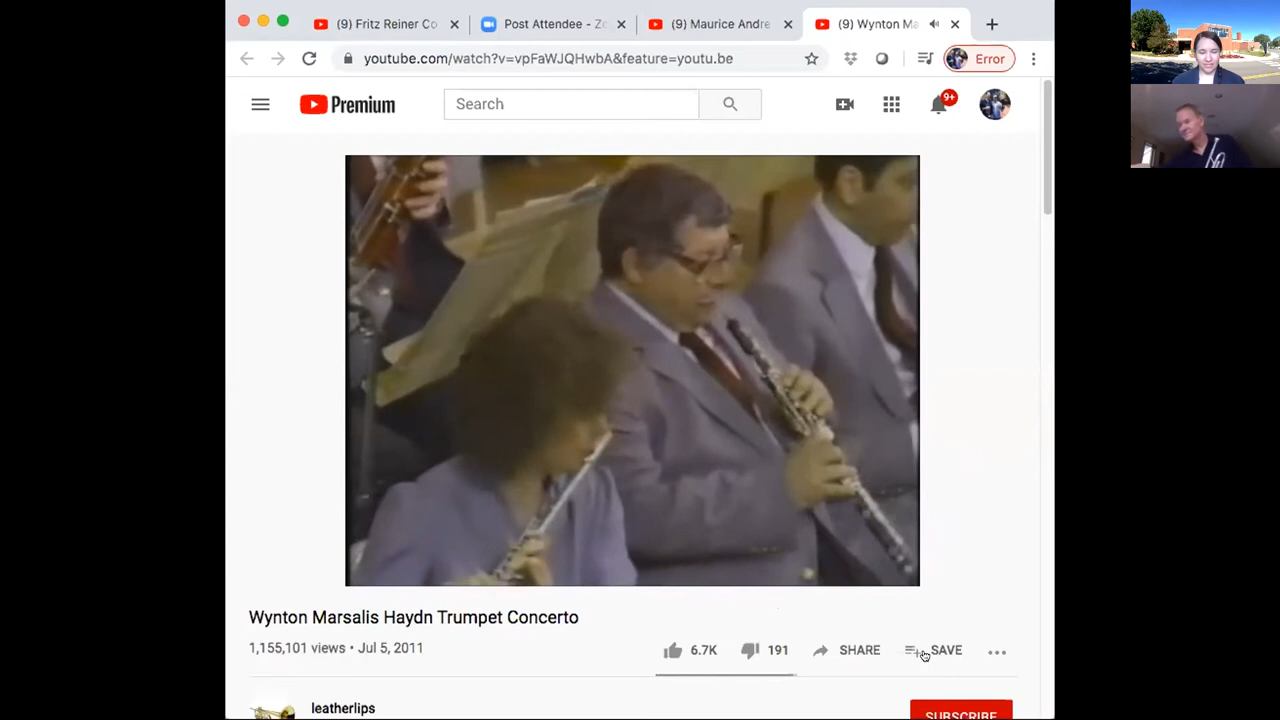 (9) Fritz Reiner Co
Post Attendee - Zo
(9) Maurice Andre
(9) Wynton Ma
youtube.com/watch?v=vpFaWJQHwbA&feature=youtu.be
Error
Premium
Search
9+
Wynton Marsalis Haydn Trumpet Concerto
1,155,101 views • Jul 5, 2011
6.7K
191
SHARE
SAVE
leatherlips
SUBSCRIBE